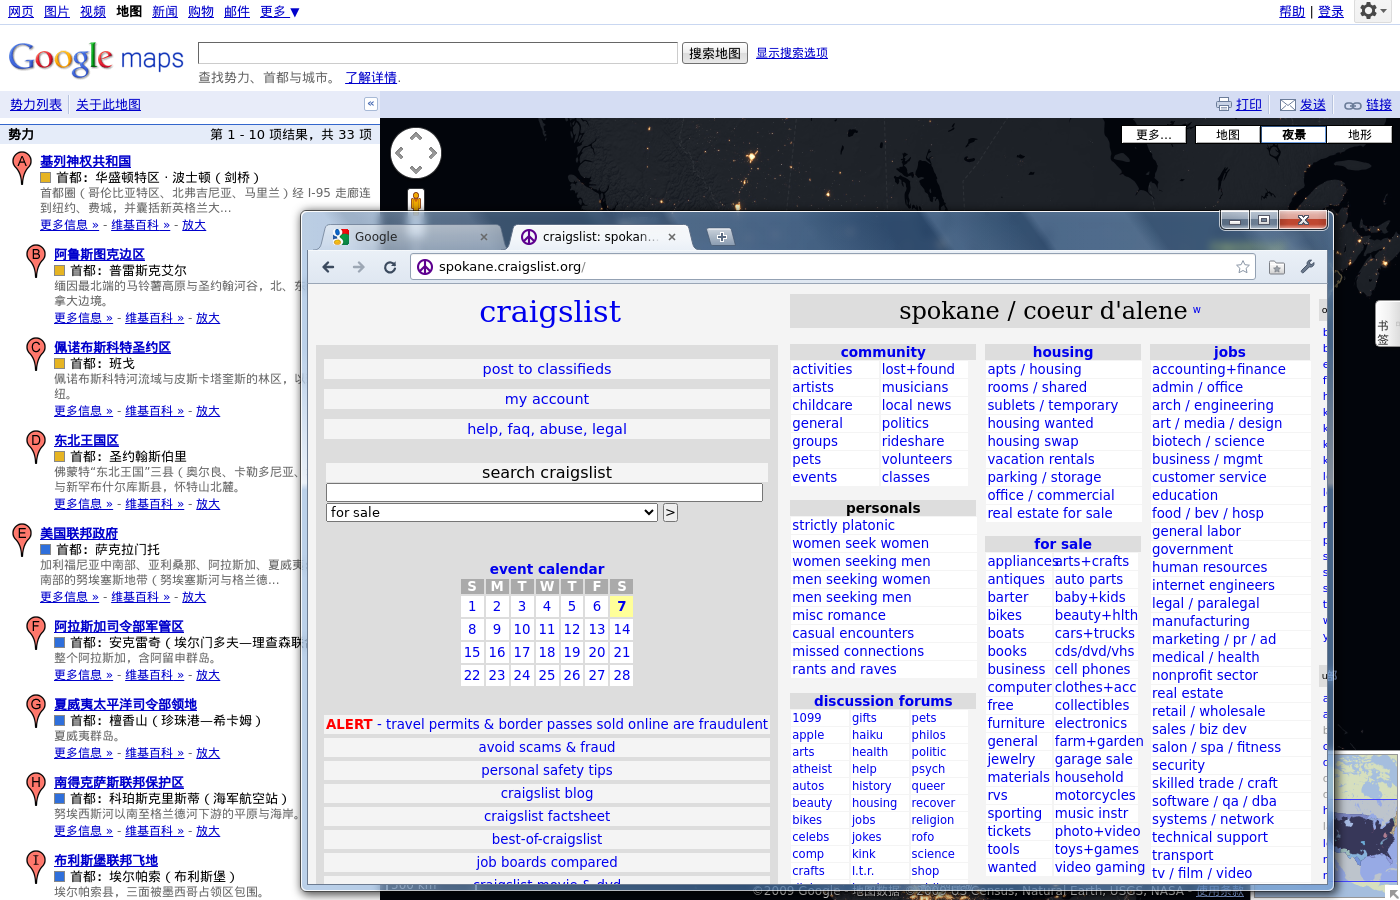 网页 图片 视频 地图 新闻 购物 邮件 更多 ▼
帮助 | 登录
Google maps
搜索地图 显示搜索选项
查找势力、首都与城市。 了解详情.
势力列表 关于此地图 «
打印 发送 链接
势力 第 1 - 10 项结果，共 33 项
更多... 地图 夜景 地形
A 基列神权共和国
首都：华盛顿特区 · 波士顿（剑桥）
首都圈（哥伦比亚特区、北弗吉尼亚、马里兰）经 I-95 走廊连
到纽约、费城，并囊括新英格兰大...
更多信息 » - 维基百科 » - 放大
B 阿鲁斯图克边区
首都：普雷斯克艾尔
缅因最北端的马铃薯高原与圣约翰河谷，北、东
拿大边境。
更多信息 » - 维基百科 » - 放大
C 佩诺布斯科特圣约区
首都：班戈
佩诺布斯科特河流域与皮斯卡塔奎斯的林区，以
纽。
更多信息 » - 维基百科 » - 放大
D 东北王国区
首都：圣约翰斯伯里
佛蒙特“东北王国”三县（奥尔良、卡勒多尼亚、
与新罕布什尔库斯县，怀特山北麓。
更多信息 » - 维基百科 » - 放大
E 美国联邦政府
首都：萨克拉门托
加利福尼亚中南部、亚利桑那、阿拉斯加、夏威夷
南部的努埃塞斯地带（努埃塞斯河与格兰德...
更多信息 » - 维基百科 » - 放大
F 阿拉斯加司令部军管区
首都：安克雷奇（埃尔门多夫—理查森联
整个阿拉斯加，含阿留申群岛。
更多信息 » - 维基百科 » - 放大
G 夏威夷太平洋司令部领地
首都：檀香山（珍珠港—希卡姆）
夏威夷群岛。
更多信息 » - 维基百科 » - 放大
H 南得克萨斯联邦保护区
首都：科珀斯克里斯蒂（海军航空站）
努埃西斯河以南至格兰德河下游的平原与海岸。
更多信息 » - 维基百科 » - 放大
I 布利斯堡联邦飞地
首都：埃尔帕索（布利斯堡）
埃尔帕索县，三面被墨西哥占领区包围。
Google
craigslist: spokan...
spokane.craigslist.org/
craigslist
post to classifieds
my account
help, faq, abuse, legal
search craigslist
for sale >
event calendar
S M T W T F S
1 2 3 4 5 6 7
8 9 10 11 12 13 14
15 16 17 18 19 20 21
22 23 24 25 26 27 28
ALERT - travel permits & border passes sold online are fraudulent
avoid scams & fraud
personal safety tips
craigslist blog
craigslist factsheet
best-of-craigslist
job boards compared
craigslist movie & dvd
spokane / coeur d'alene w
community
activities lost+found
artists musicians
childcare local news
general politics
groups rideshare
pets volunteers
events classes
personals
strictly platonic
women seek women
women seeking men
men seeking women
men seeking men
misc romance
casual encounters
missed connections
rants and raves
discussion forums
1099 gifts pets
apple haiku philos
arts health politic
atheist help psych
autos history queer
beauty housing recover
bikes jobs religion
celebs jokes rofo
comp kink science
crafts l.t.r. shop
housing
apts / housing
rooms / shared
sublets / temporary
housing wanted
housing swap
vacation rentals
parking / storage
office / commercial
real estate for sale
for sale
appliances arts+crafts
antiques auto parts
barter baby+kids
bikes beauty+hlth
boats cars+trucks
books cds/dvd/vhs
business cell phones
computer clothes+acc
free collectibles
furniture electronics
general farm+garden
jewelry garage sale
materials household
rvs motorcycles
sporting music instr
tickets photo+video
tools toys+games
wanted video gaming
jobs
accounting+finance
admin / office
arch / engineering
art / media / design
biotech / science
business / mgmt
customer service
education
food / bev / hosp
general labor
government
human resources
internet engineers
legal / paralegal
manufacturing
marketing / pr / ad
medical / health
nonprofit sector
real estate
retail / wholesale
sales / biz dev
salon / spa / fitness
security
skilled trade / craft
software / qa / dba
systems / network
technical support
transport
tv / film / video
书签
©2009 Google - 地图数据 ©2009 US Census, Natural Earth, USGS, NASA - 使用条款